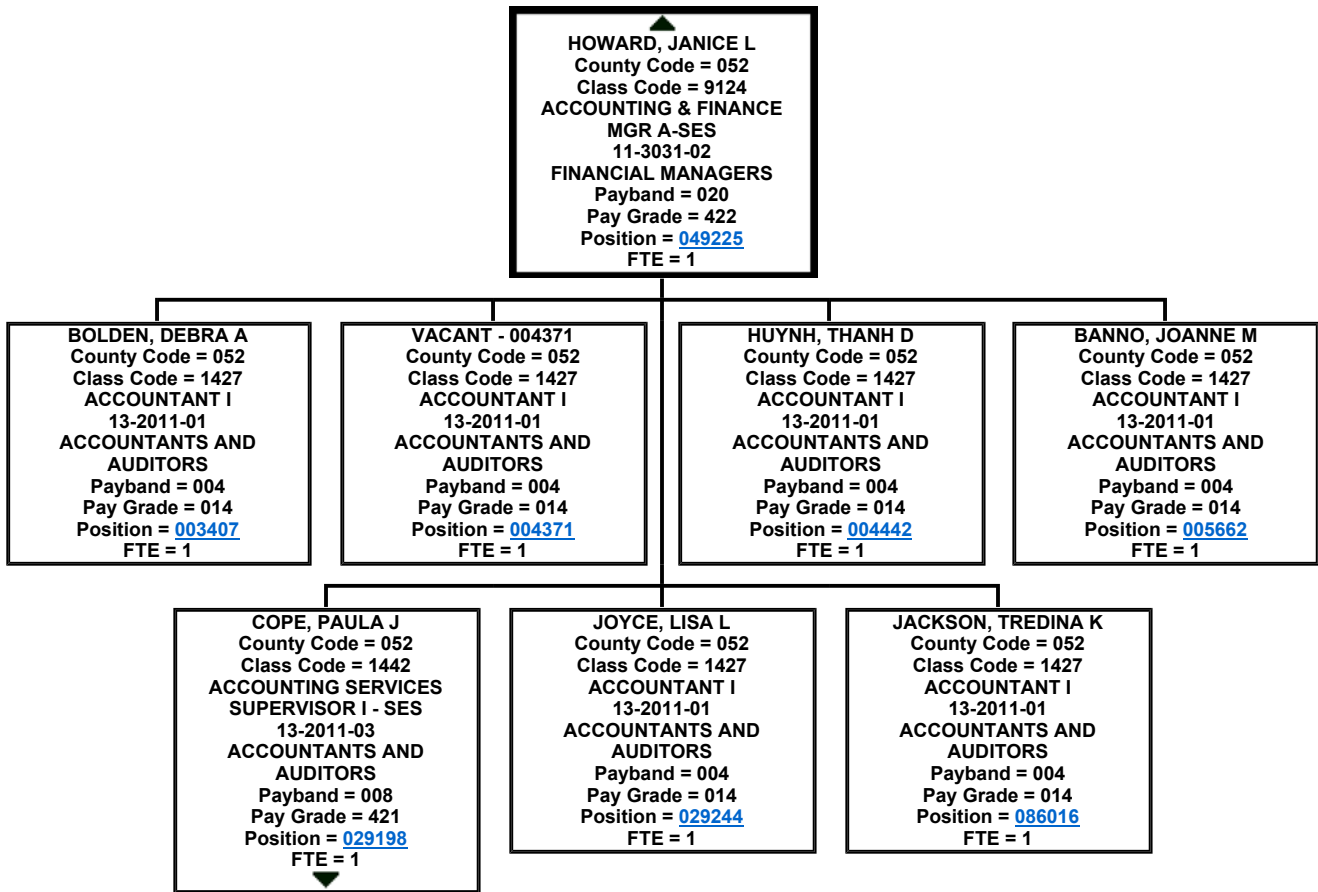 HOWARD, JANICE L
County Code = 052
Class Code = 9124
ACCOUNTING & FINANCE
MGR A-SES
11-3031-02
FINANCIAL MANAGERS
Payband = 020
Pay Grade = 422
Position = 049225
FTE = 1
BOLDEN, DEBRA A
County Code = 052
Class Code = 1427
ACCOUNTANT I
13-2011-01
ACCOUNTANTS AND
AUDITORS
Payband = 004
Pay Grade = 014
Position = 003407
FTE = 1
VACANT - 004371
County Code = 052
Class Code = 1427
ACCOUNTANT I
13-2011-01
ACCOUNTANTS AND
AUDITORS
Payband = 004
Pay Grade = 014
Position = 004371
FTE = 1
HUYNH, THANH D
County Code = 052
Class Code = 1427
ACCOUNTANT I
13-2011-01
ACCOUNTANTS AND
AUDITORS
Payband = 004
Pay Grade = 014
Position = 004442
FTE = 1
BANNO, JOANNE M
County Code = 052
Class Code = 1427
ACCOUNTANT I
13-2011-01
ACCOUNTANTS AND
AUDITORS
Payband = 004
Pay Grade = 014
Position = 005662
FTE = 1
COPE, PAULA J
County Code = 052
Class Code = 1442
ACCOUNTING SERVICES
SUPERVISOR I - SES
13-2011-03
ACCOUNTANTS AND
AUDITORS
Payband = 008
Pay Grade = 421
Position = 029198
FTE = 1
JOYCE, LISA L
County Code = 052
Class Code = 1427
ACCOUNTANT I
13-2011-01
ACCOUNTANTS AND
AUDITORS
Payband = 004
Pay Grade = 014
Position = 029244
FTE = 1
JACKSON, TREDINA K
County Code = 052
Class Code = 1427
ACCOUNTANT I
13-2011-01
ACCOUNTANTS AND
AUDITORS
Payband = 004
Pay Grade = 014
Position = 086016
FTE = 1